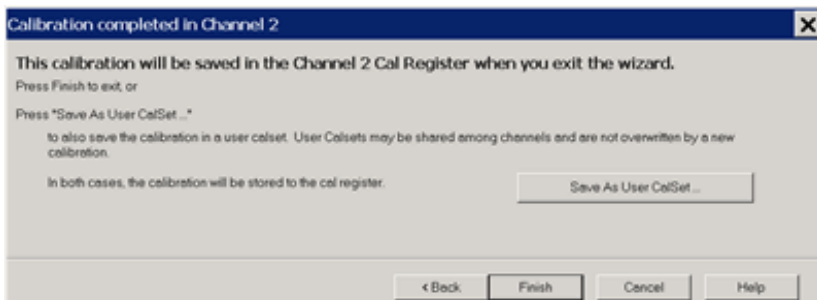 Calibration completed in Channel 2
This calibration will be saved in the Channel 2 Cal Register when you exit the wizard.
Press Finish to exit, or
Press "Save As User CalSet..."
to also save the calibration in a user calset. User Calsets may be shared among channels and are not overwritten by a new
calibration.
In both cases, the calibration will be stored to the cal register.
Save As User CalSet...
< Back
Finish
Cancel
Help